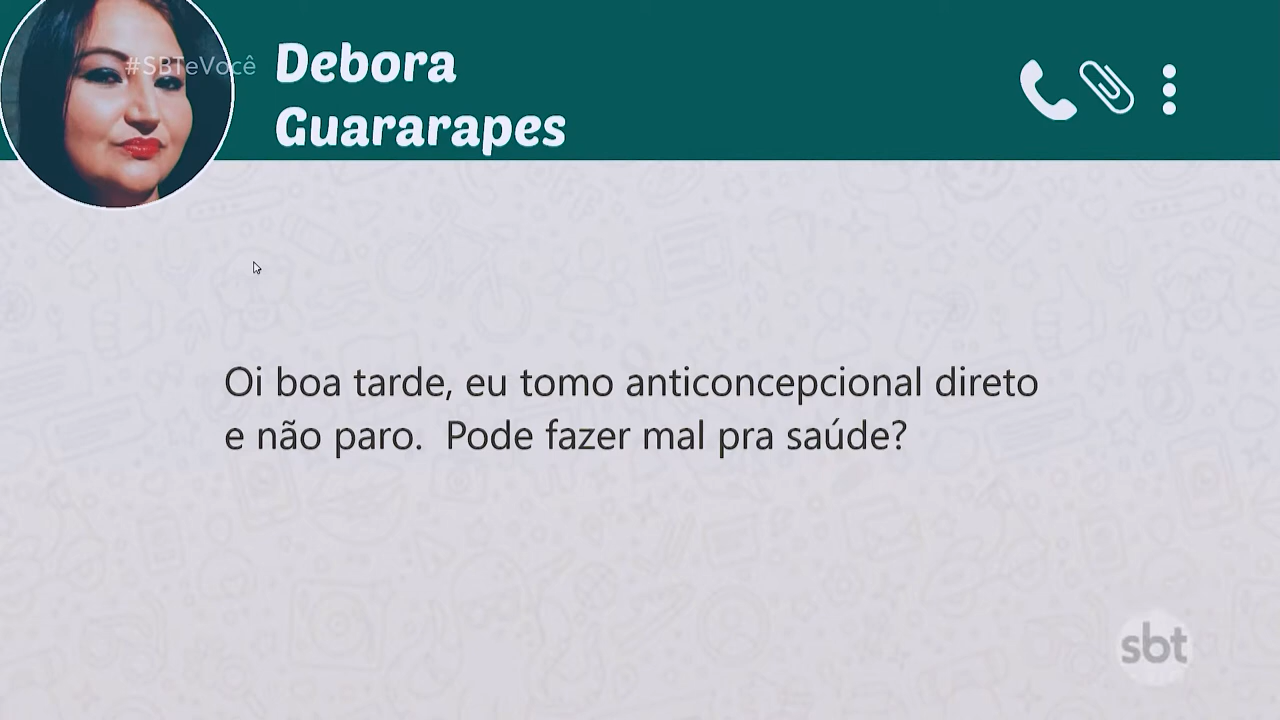 #SBTeVocê
Debora
Guararapes
Oi boa tarde, eu tomo anticoncepcional direto
e não paro.  Pode fazer mal pra saúde?
sbt